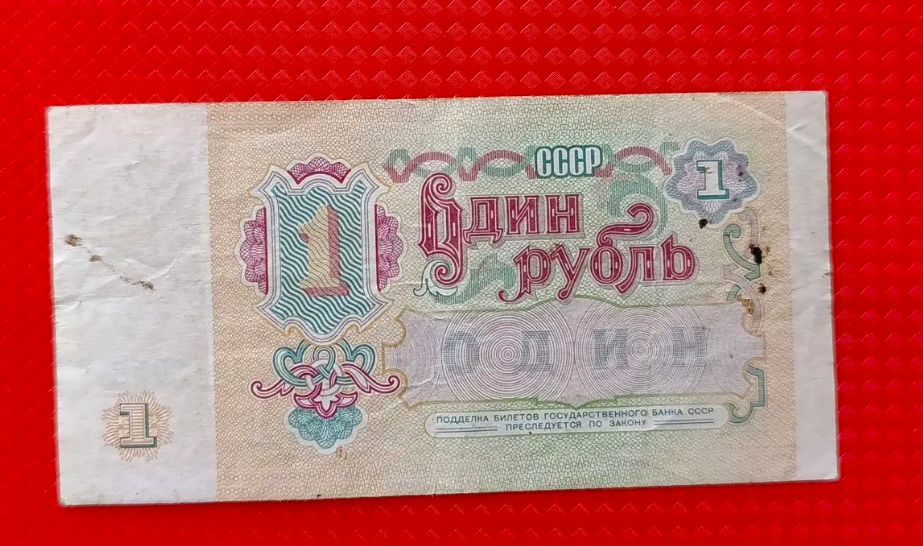 СССР
1
Один
рубль
1
ОДИН
ПОДДЕЛКА БИЛЕТОВ ГОСУДАРСТВЕННОГО БАНКА СССР
ПРЕСЛЕДУЕТСЯ ПО ЗАКОНУ
1